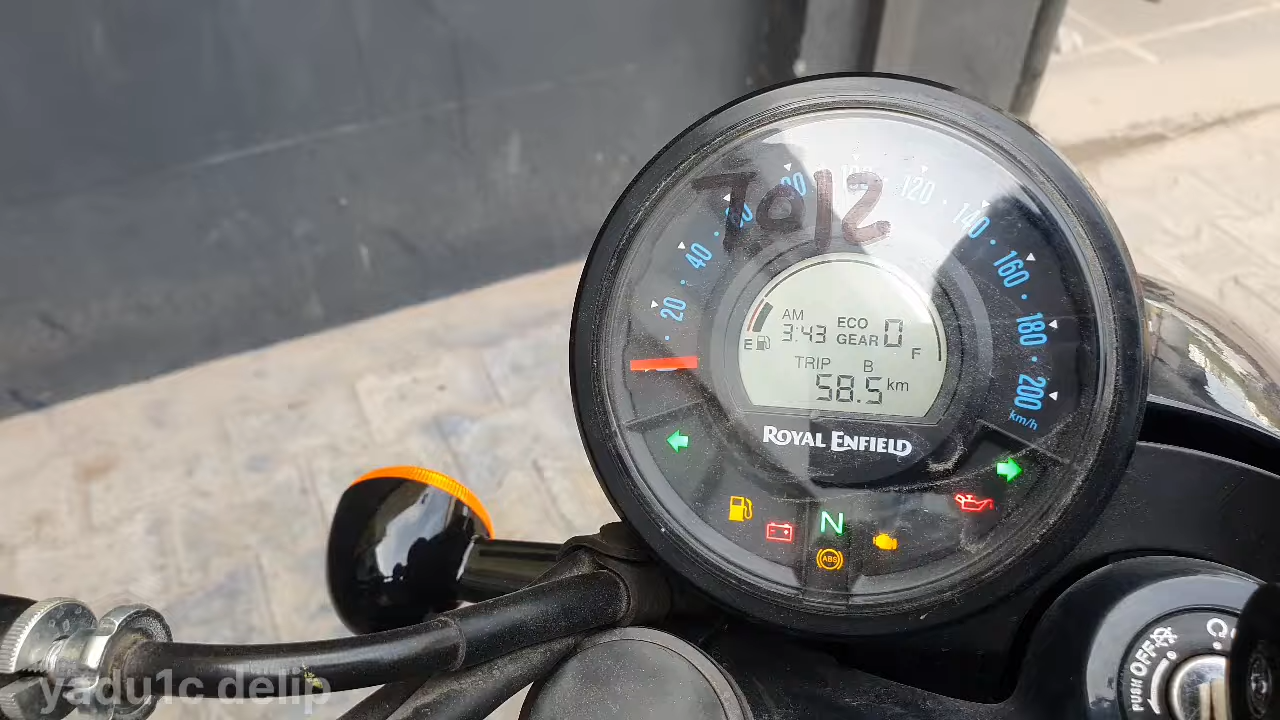 7012
20
40
60
80
100
120
140
160
180
200
km/h
AM
3:43
ECO
GEAR 0
E
F
TRIP B
58.5 km
ROYAL ENFIELD
N
ABS
PUSH OFF
yadu1c delip